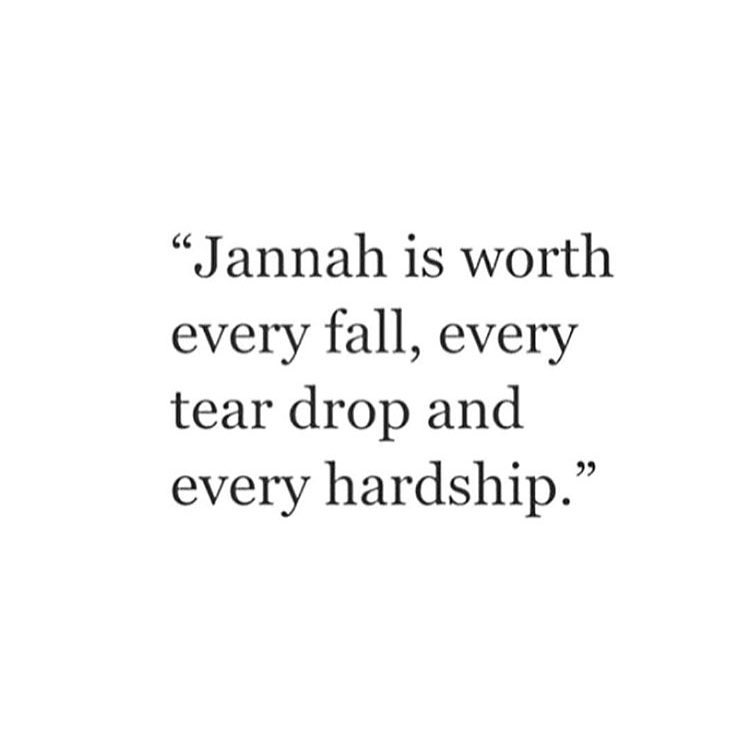 “Jannah is worth
every fall, every
tear drop and
every hardship.”